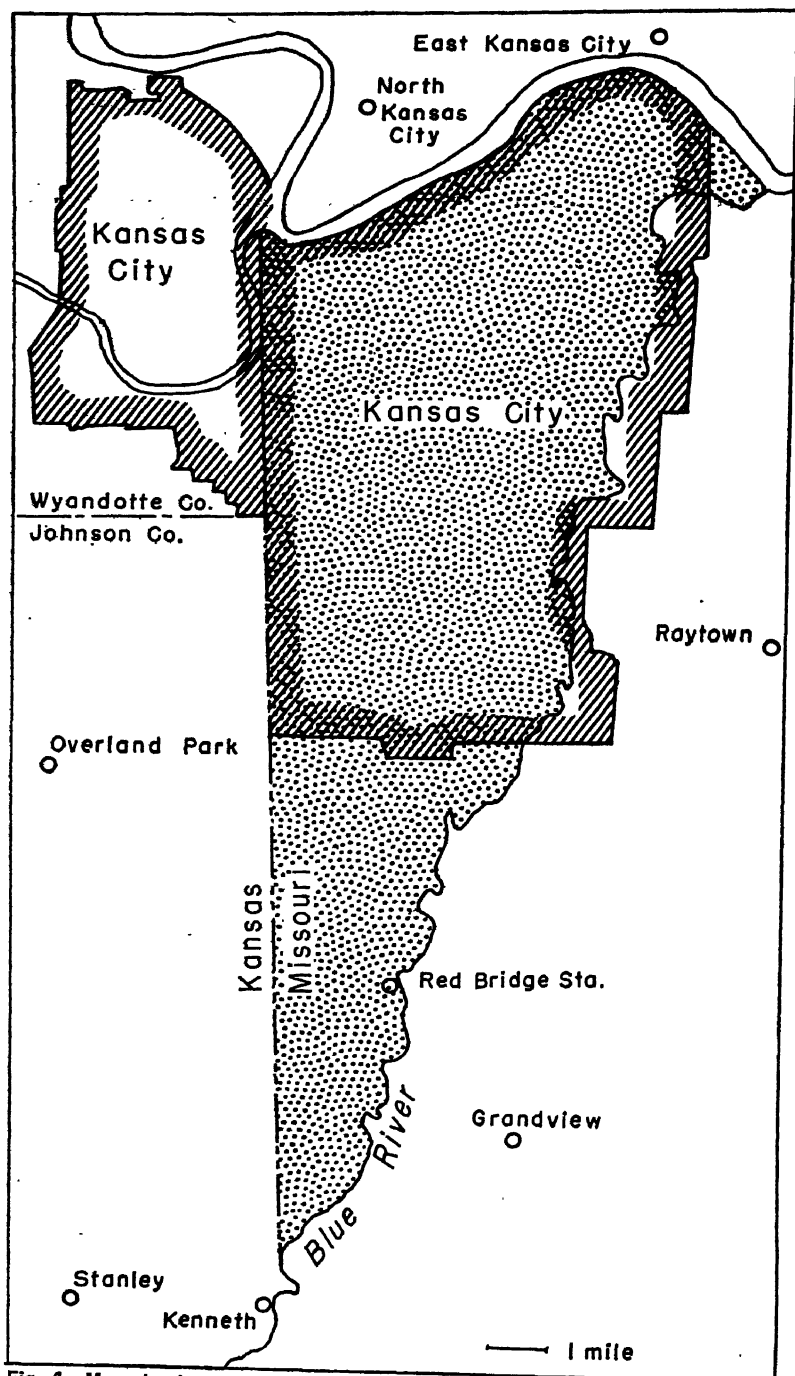 East Kansas City
North
Kansas
City
Kansas
City
Kansas City
Wyandotte Co.
Johnson Co.
Raytown
Overland Park
Kansas
Missouri
Red Bridge Sta.
Grandview
Blue River
Stanley
Kenneth
1 mile